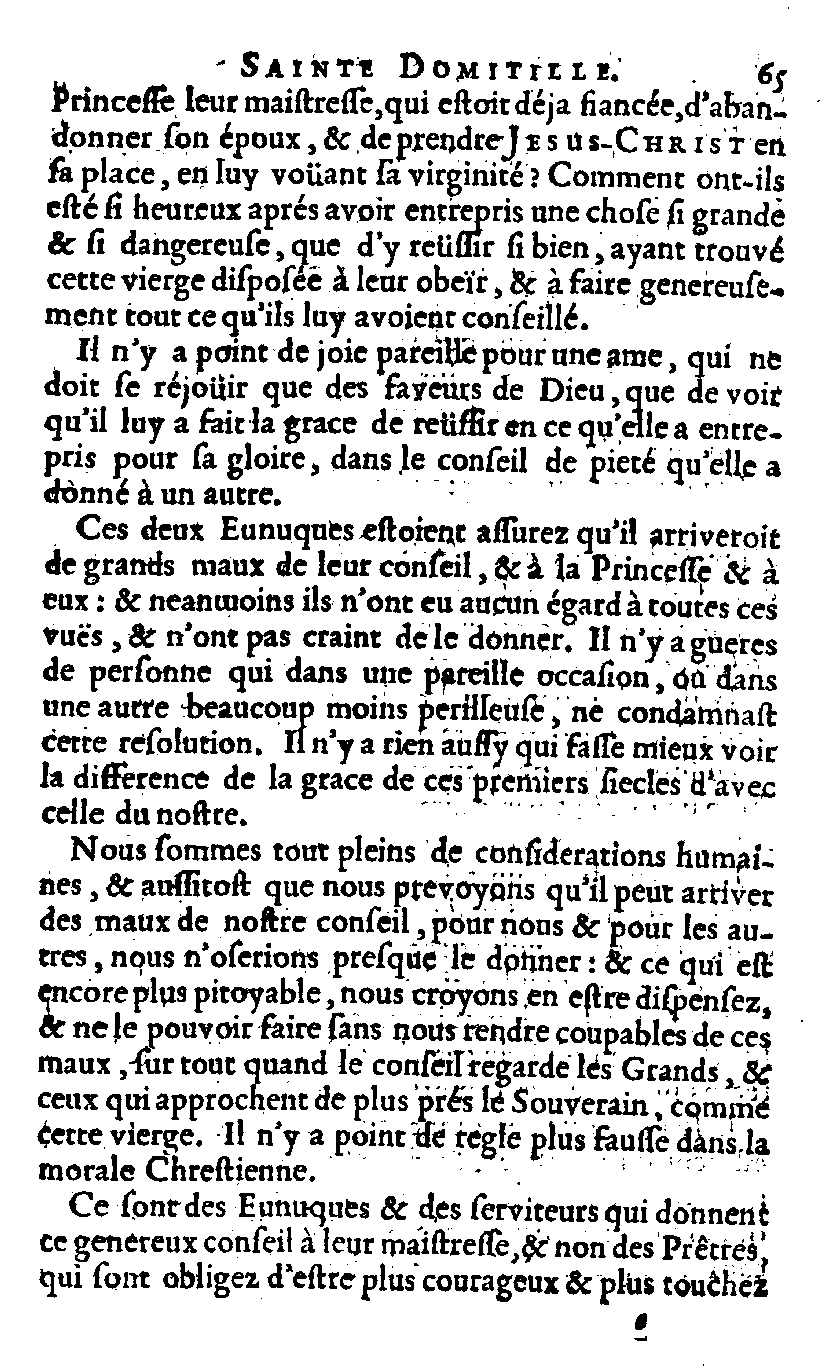 SAINTE DOMITILLE. 65
Princeſſe leur maiſtreſſe, qui eſtoit déja fiancée, d'aban-
donner ſon époux, & de prendre JESUS-CHRIST en
ſa place, en luy voüant ſa virginité? Comment ont-ils
eſté ſi heureux aprés avoir entrepris une choſe ſi grande
& ſi dangereuſe, que d'y reüſſir ſi bien, ayant trouvé
cette vierge diſpoſée à leur obeïr, & à faire genereuſe-
ment tout ce qu'ils luy avoient conſeillé.
Il n'y a point de joie pareille pour une ame, qui ne
doit ſe réjoüir que des faveurs de Dieu, que de voir
qu'il luy a fait la grace de reüſſir en ce qu'elle a entre-
pris pour ſa gloire, dans le conſeil de pieté qu'elle a
donné à un autre.
Ces deux Eunuques eſtoient aſſurez qu'il arriveroit
de grands maux de leur conſeil, & à la Princeſſe & à
eux: & neanmoins ils n'ont eu aucun égard à toutes ces
vuës, & n'ont pas craint de le donner. Il n'y a gueres
de perſonne qui dans une pareille occaſion, ou dans
une autre beaucoup moins perilleuſe, ne condamnaſt
cette reſolution. Il n'y a rien auſſy qui faſſe mieux voir
la difference de la grace de ces premiers ſiecles d'avec
celle du noſtre.
Nous ſommes tout pleins de conſiderations humai-
nes, & auſſitoſt que nous prevoyons qu'il peut arriver
des maux de noſtre conſeil, pour nous & pour les au-
tres, nous n'oſerions preſque le donner: & ce qui eſt
encore plus pitoyable, nous croyons en eſtre diſpenſez,
& ne le pouvoir faire ſans nous rendre coupables de ces
maux, ſur tout quand le conſeil regarde les Grands, &
ceux qui approchent de plus prés le Souverain, comme
cette vierge. Il n'y a point de regle plus fauſſe dans la
morale Chreſtienne.
Ce ſont des Eunuques & des ſerviteurs qui donnent
ce genereux conſeil à leur maiſtreſſe, & non des Prêtres,
qui ſont obligez d'eſtre plus courageux & plus touchez